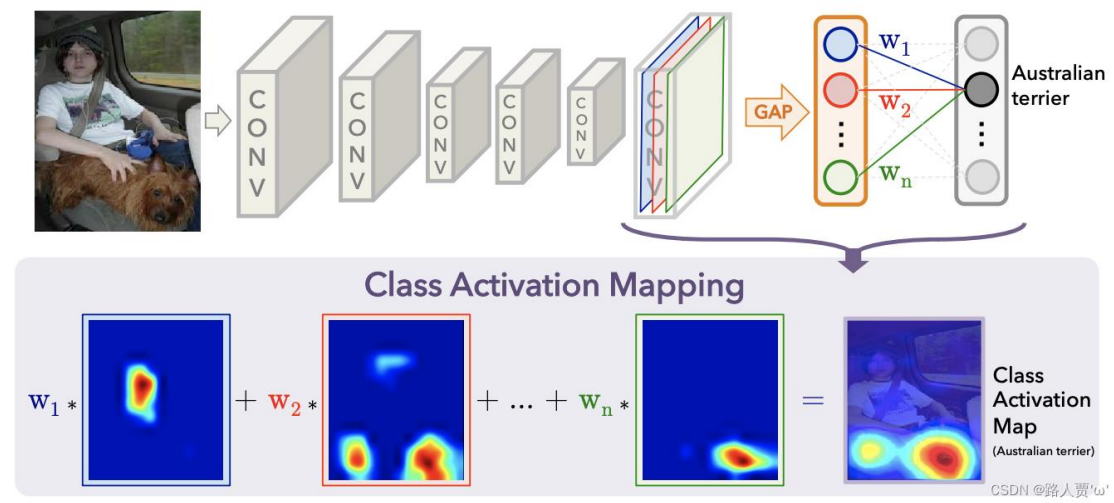 CONV
CONV
CONV
CONV
CONV
CONV
GAP
w1
w2
wn
Australian
terrier
Class Activation Mapping
w1 * + w2 * + ... + wn * =
Class
Activation
Map
(Australian terrier)
CSDN @路人贾'ω'